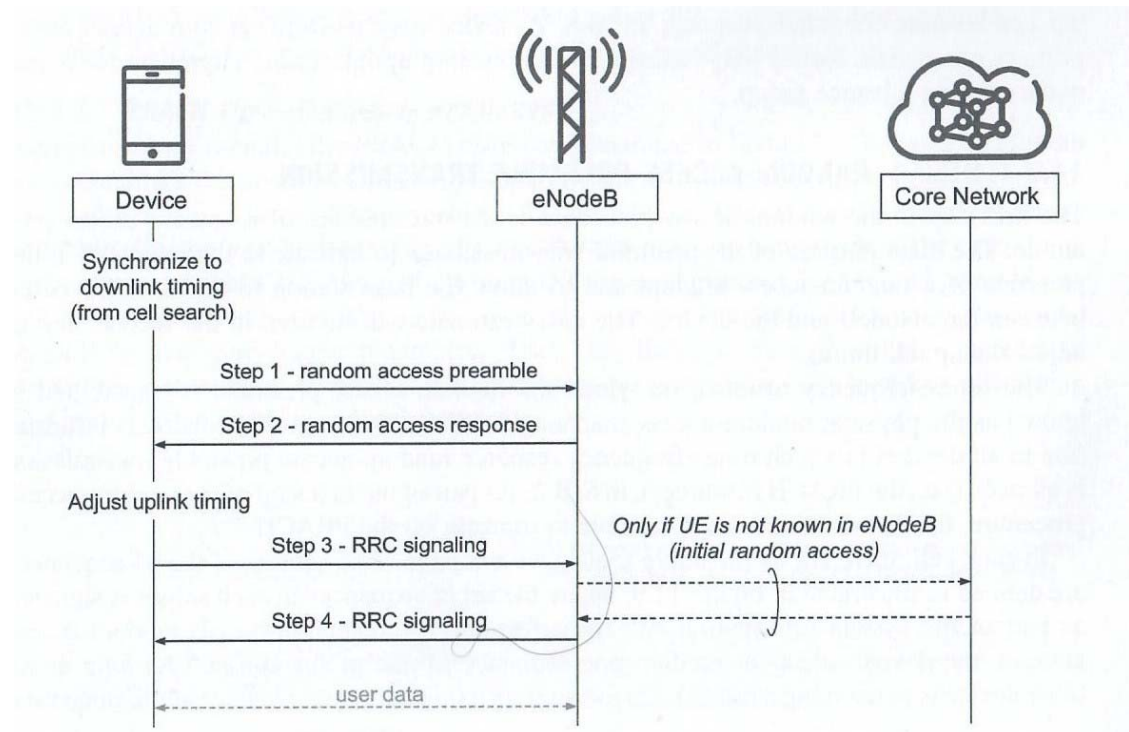 Device
eNodeB
Core Network
Synchronize to
downlink timing
(from cell search)
Step 1 - random access preamble
Step 2 - random access response
Adjust uplink timing
Only if UE is not known in eNodeB
(initial random access)
Step 3 - RRC signaling
Step 4 - RRC signaling
user data